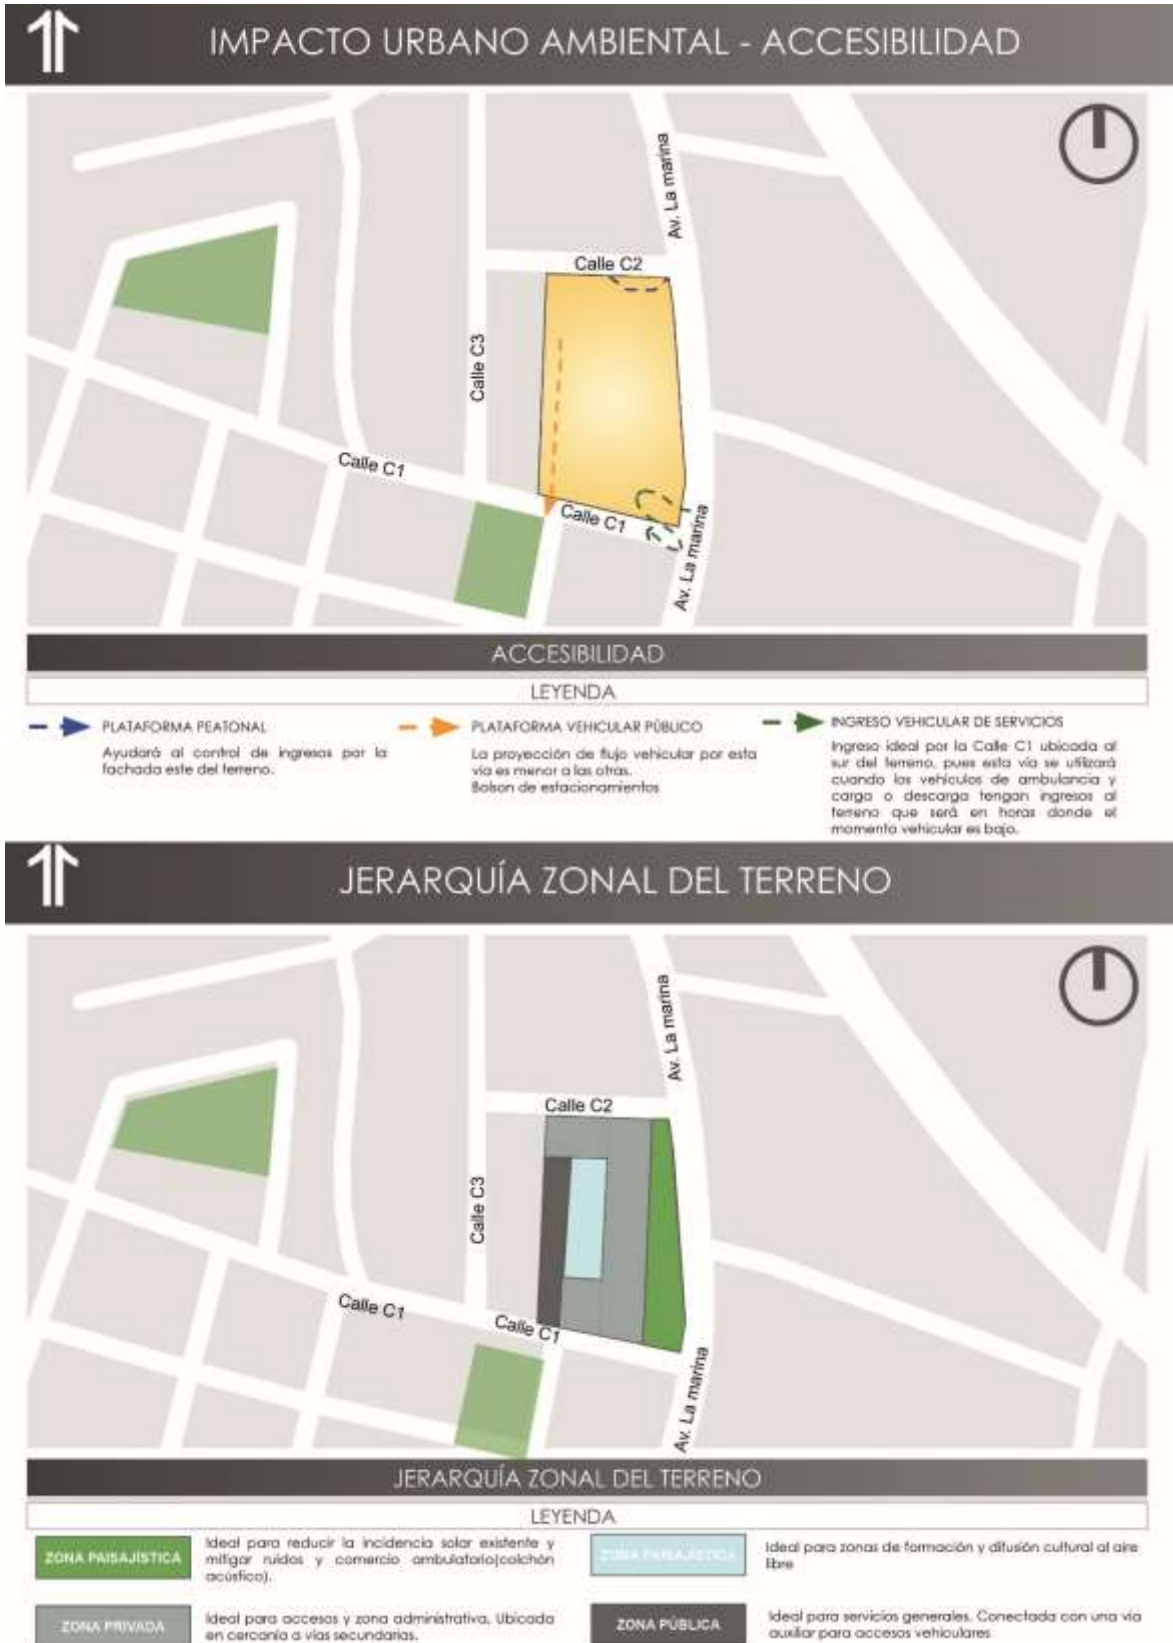 IMPACTO URBANO AMBIENTAL - ACCESIBILIDAD
Av. La marina
Calle C2
Calle C3
Calle C1
Calle C1
Av. La marina
ACCESIBILIDAD
LEYENDA
PLATAFORMA PEATONAL
Ayudará al control de ingresos por la
fachada este del terreno.
PLATAFORMA VEHICULAR PÚBLICO
La proyección de flujo vehicular por esta
vía es menor a las otras.
Bolson de estacionamientos
INGRESO VEHICULAR DE SERVICIOS
Ingreso ideal por la Calle C1 ubicada al
sur del terreno, pues esta vía se utilizará
cuando los vehículos de ambulancia y
carga o descarga tengan ingresos al
terreno que será en horas donde el
momento vehicular es bajo.
JERARQUÍA ZONAL DEL TERRENO
Av. La marina
Calle C2
Calle C3
Calle C1
Calle C1
Av. La marina
JERARQUÍA ZONAL DEL TERRENO
LEYENDA
ZONA PAISAJÍSTICA
Ideal para reducir la incidencia solar existente y
mitigar ruidos y comercio ambulatorio(colchón
acústico).
ZONA PAISAJÍSTICA
Ideal para zonas de formación y difusión cultural al aire
libre
ZONA PRIVADA
Ideal para accesos y zona administrativa. Ubicada
en cercanía a vías secundarias.
ZONA PÚBLICA
Ideal para servicios generales. Conectada con una vía
auxiliar para accesos vehiculares